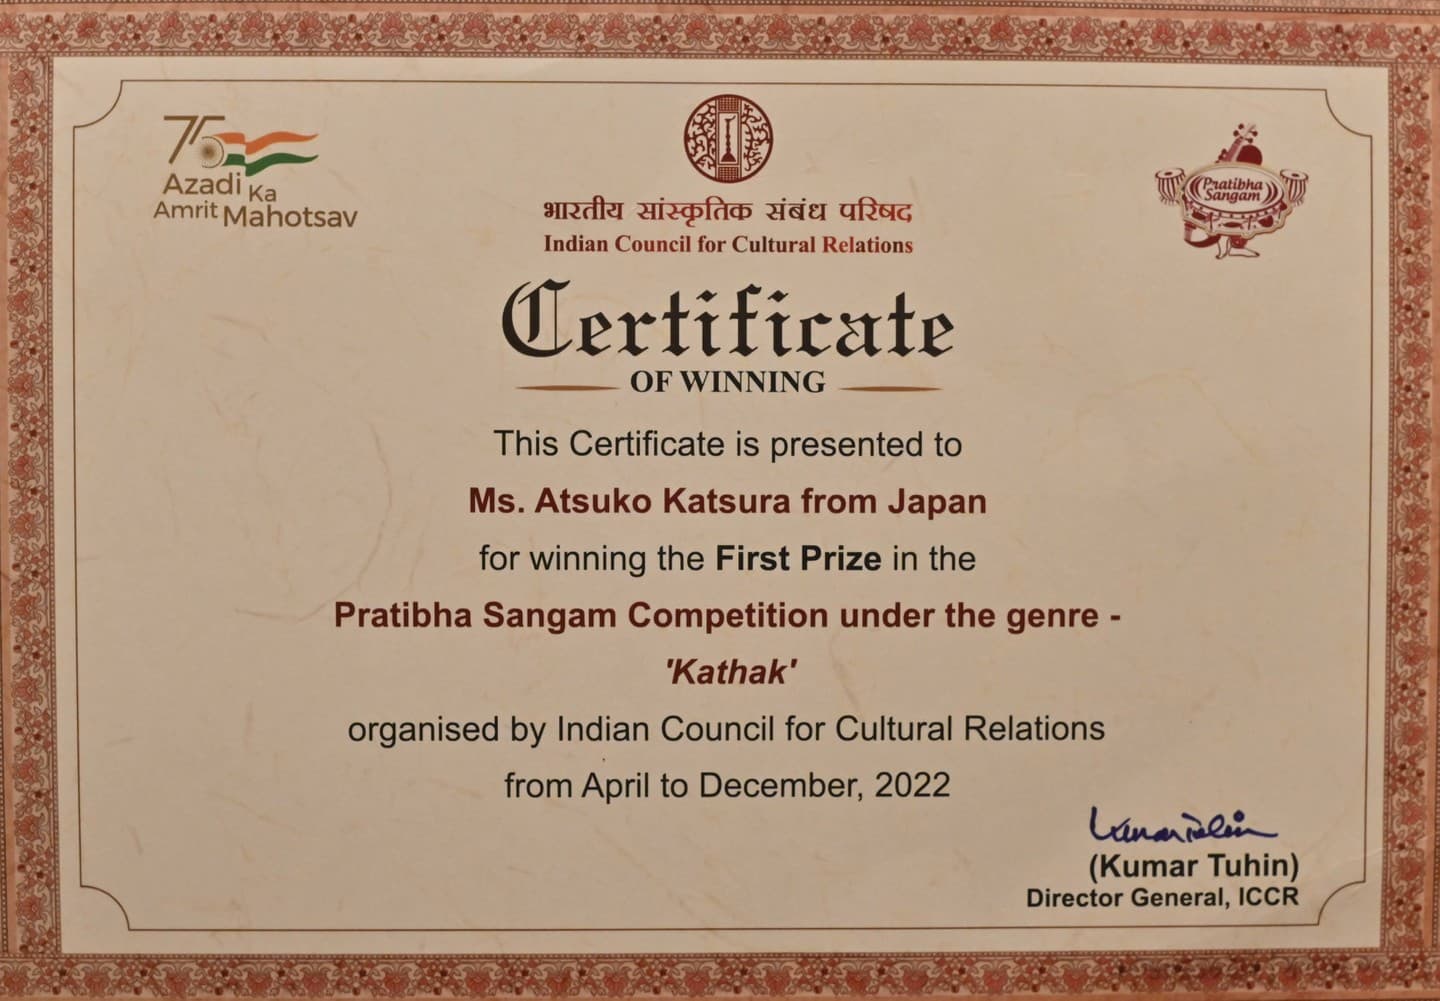 75
Azadi Ka
Amrit Mahotsav
भारतीय सांस्कृतिक संबंध परिषद
Indian Council for Cultural Relations
Pratibha
Sangam
Certificate
OF WINNING
This Certificate is presented to
Ms. Atsuko Katsura from Japan
for winning the First Prize in the
Pratibha Sangam Competition under the genre -
'Kathak'
organised by Indian Council for Cultural Relations
from April to December, 2022
Kumar Tuhin
(Kumar Tuhin)
Director General, ICCR